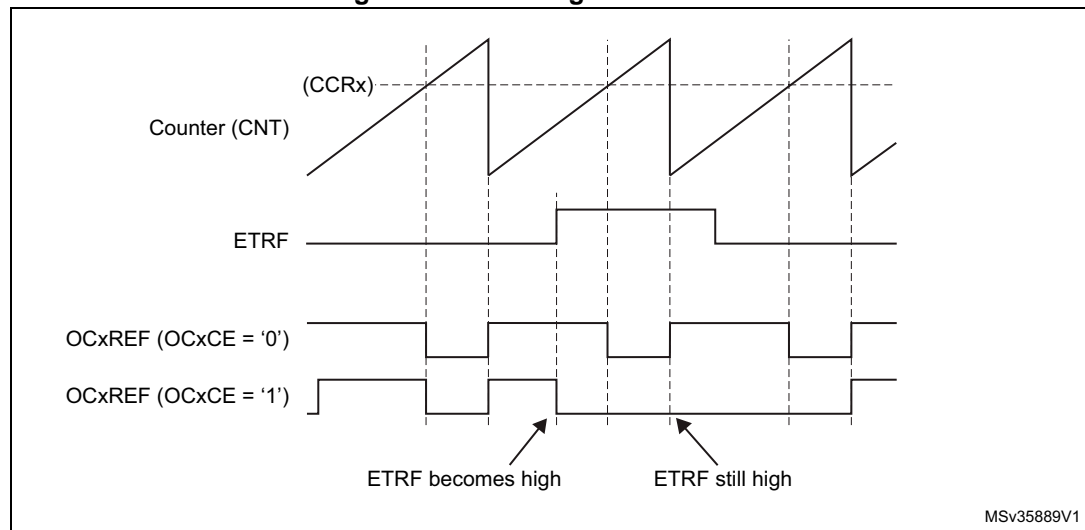 (CCRx)
Counter (CNT)
ETRF
OCxREF (OCxCE = ‘0’)
OCxREF (OCxCE = ‘1’)
ETRF becomes high
ETRF still high
MSv35889V1